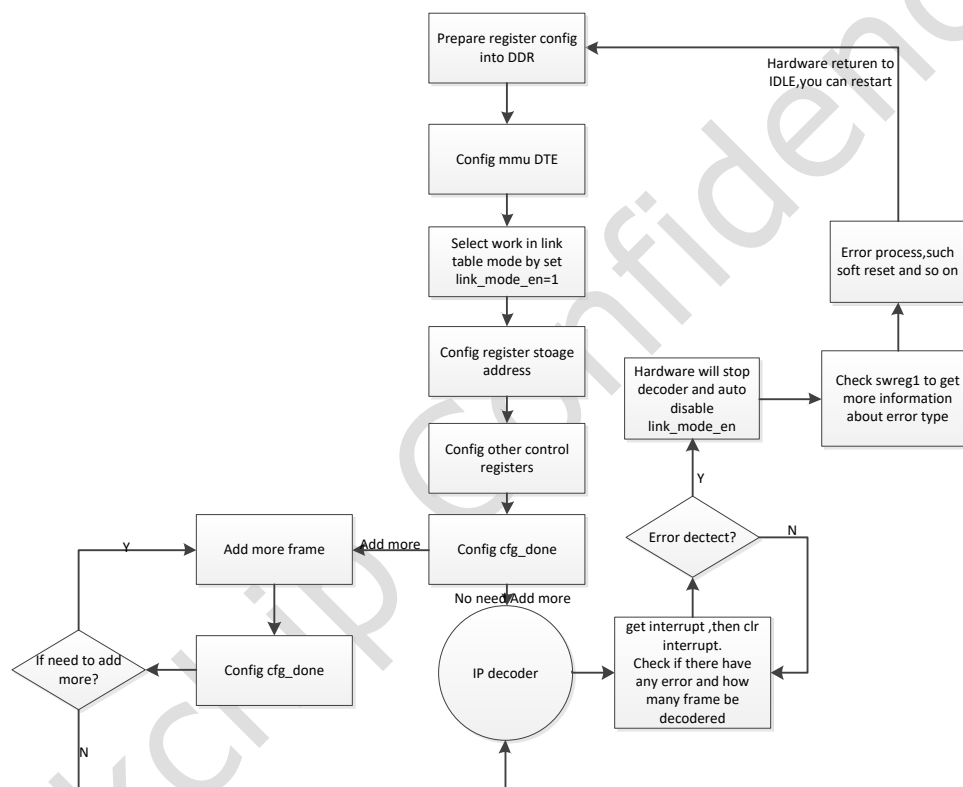 Prepare register config
into DDR
Hardware returen to
IDLE,you can restart
Config mmu DTE
Select work in link
table mode by set
link_mode_en=1
Error process,such
soft reset and so on
Config register stoage
address
Hardware will stop
decoder and auto
disable
link_mode_en
Check swreg1 to get
more information
about error type
Config other control
registers
Y
Error dectect?
N
Y
Add more frame
Add more
Config cfg_done
No need Add more
If need to add
more?
Config cfg_done
IP decoder
get interrupt ,then clr
interrupt.
Check if there have
any error and how
many frame be
decodered
N
kchip Confidenc